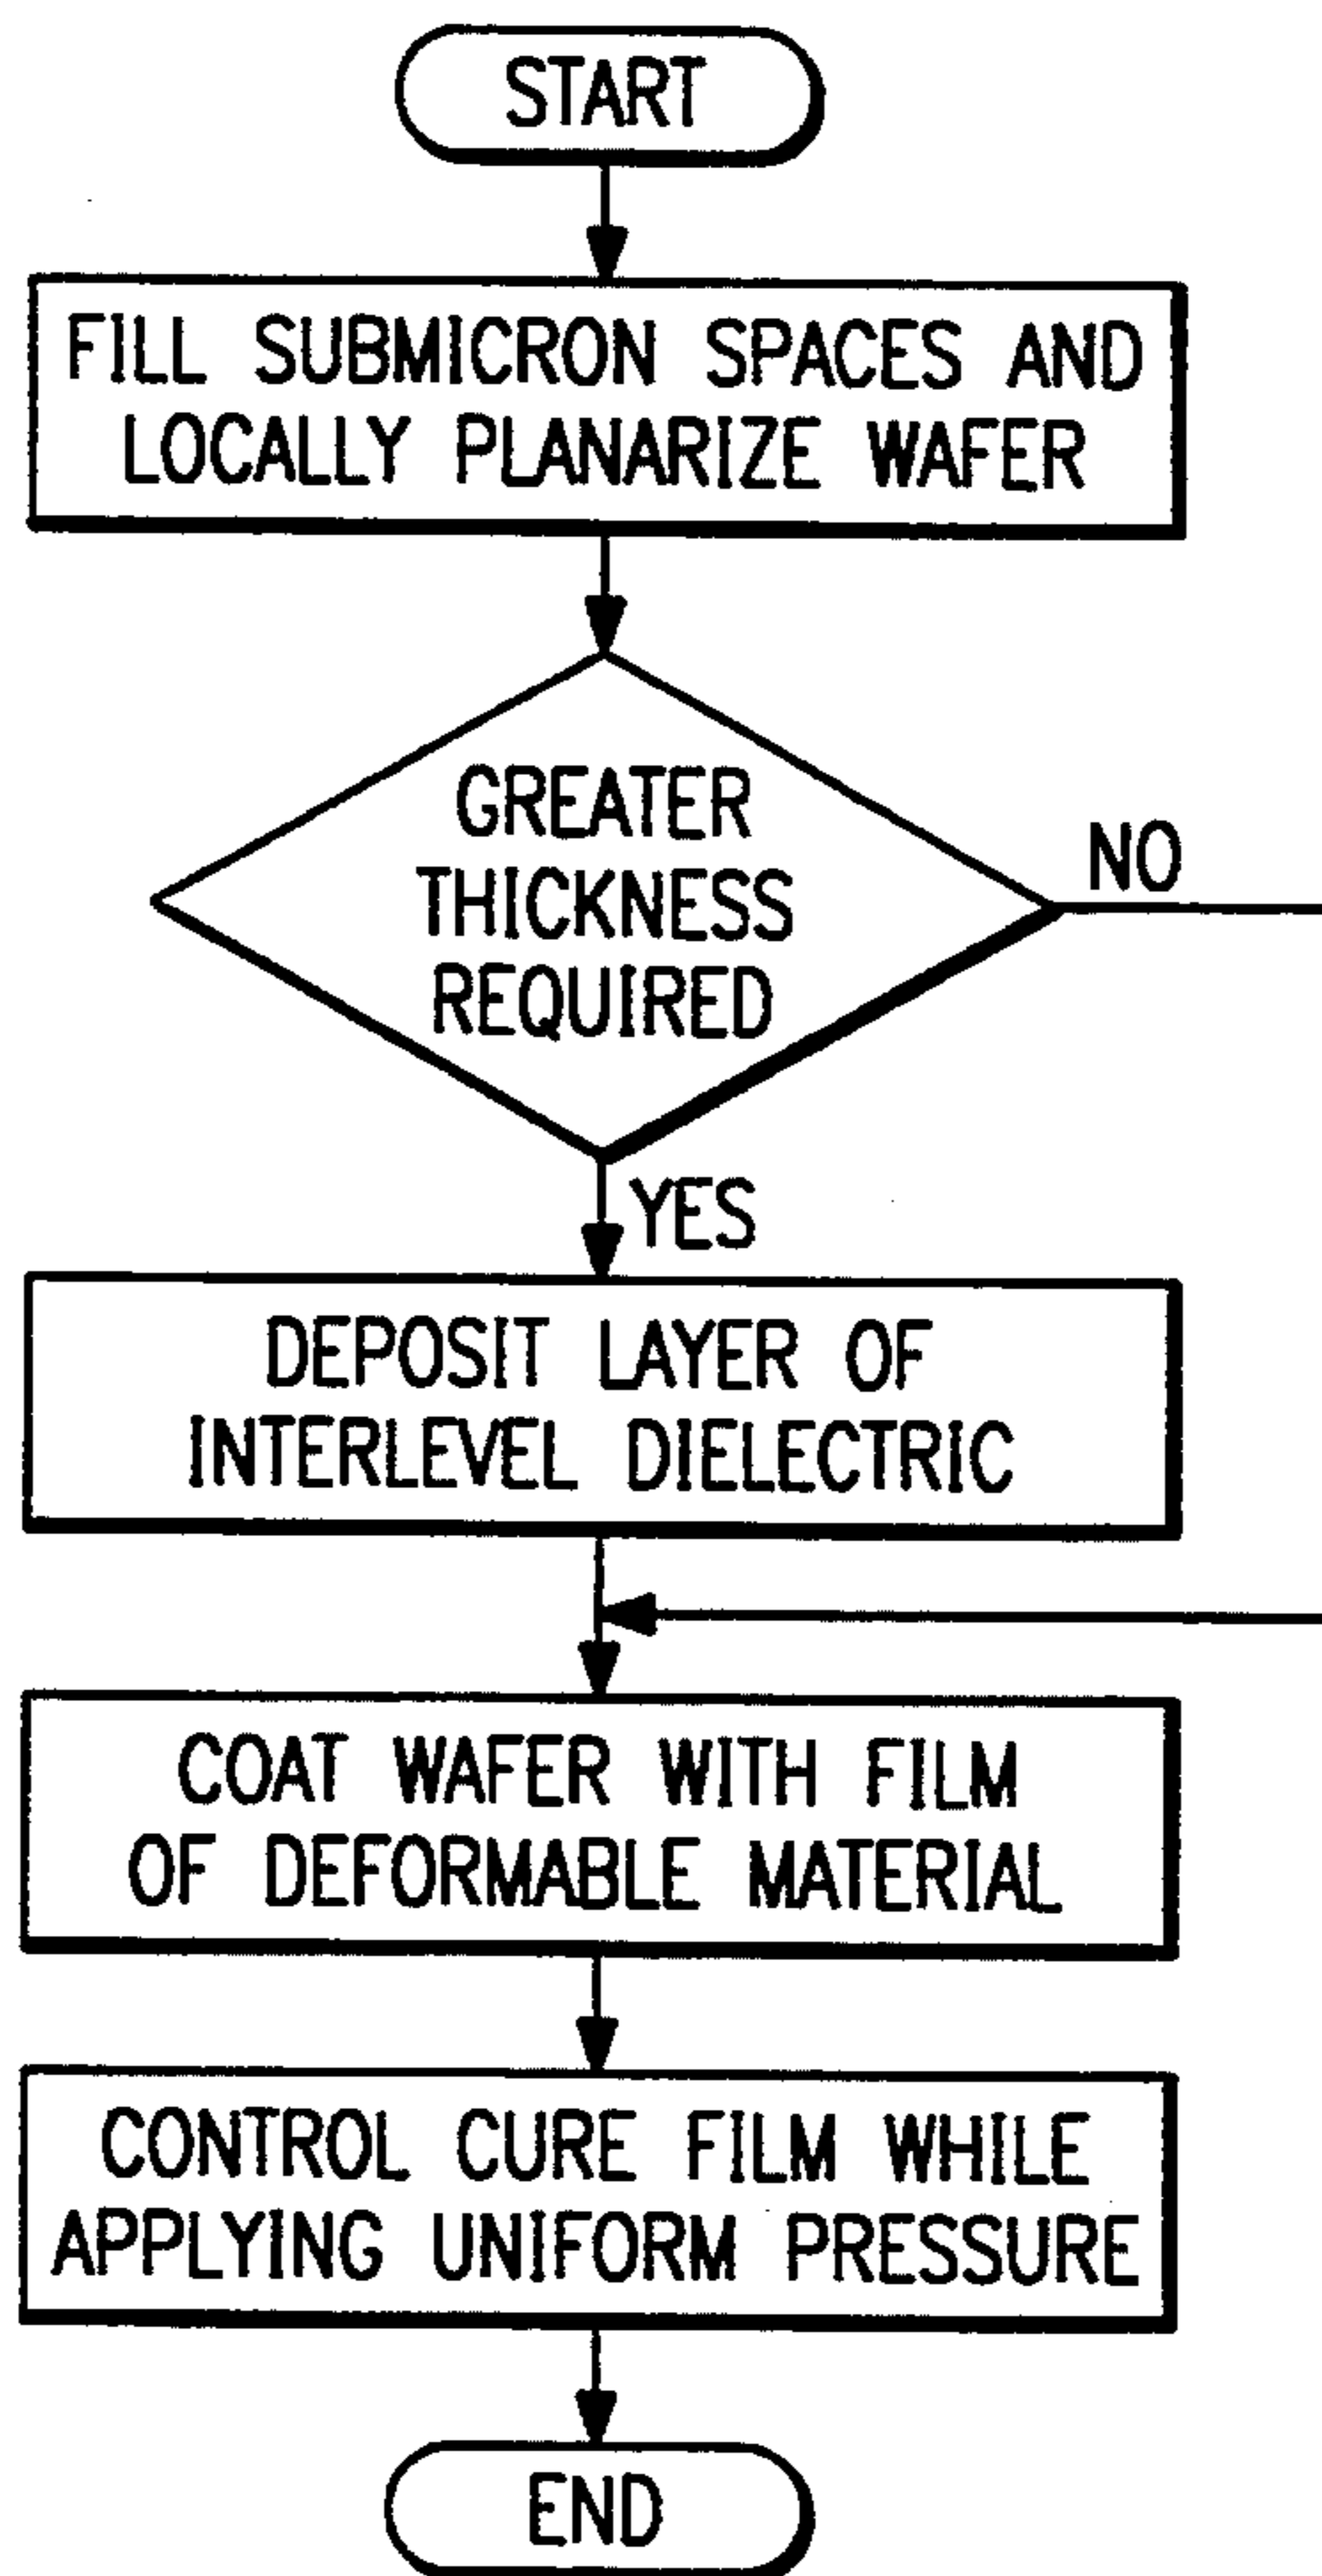 START
FILL SUBMICRON SPACES AND
LOCALLY PLANARIZE WAFER
GREATER
THICKNESS
REQUIRED
NO
YES
DEPOSIT LAYER OF
INTERLEVEL DIELECTRIC
COAT WAFER WITH FILM
OF DEFORMABLE MATERIAL
CONTROL CURE FILM WHILE
APPLYING UNIFORM PRESSURE
END